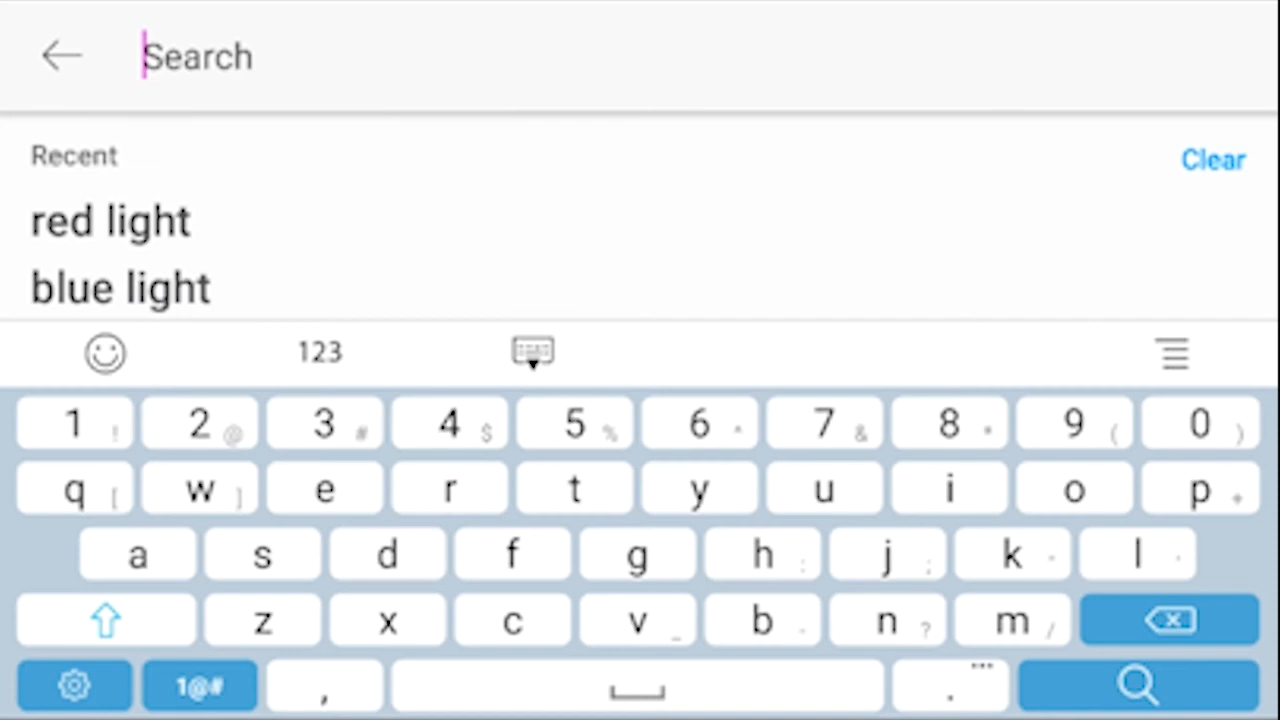 Search
Recent
Clear
red light
blue light
123
1 ! 2 @ 3 # 4 $ 5 % 6 ^ 7 & 8 * 9 ( 0 )
q [ w ] e r t y u i o p +
a s d f g h : j ; k l
z x c v _ b - n ? m /
1@# , . ...